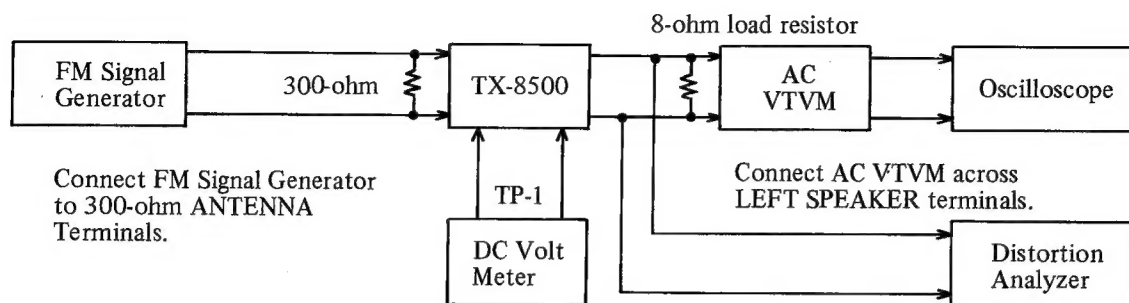 8-ohm load resistor
FM Signal
Generator
300-ohm
TX-8500
AC
VTVM
Oscilloscope
Connect FM Signal Generator
to 300-ohm ANTENNA
Terminals.
TP-1
Connect AC VTVM across
LEFT SPEAKER terminals.
DC Volt
Meter
Distortion
Analyzer